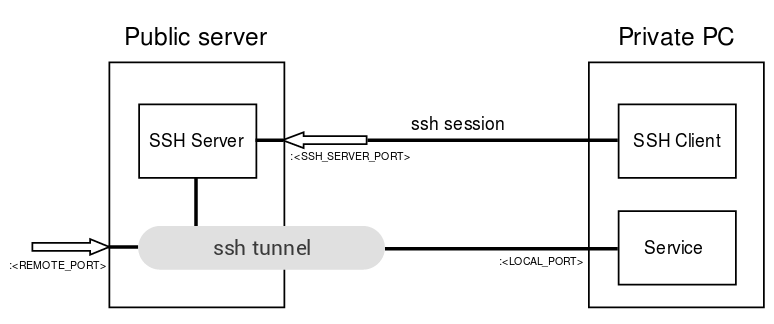 Public server
Private PC
SSH Server
ssh session
SSH Client
:<SSH_SERVER_PORT>
ssh tunnel
Service
:<REMOTE_PORT>
:<LOCAL_PORT>